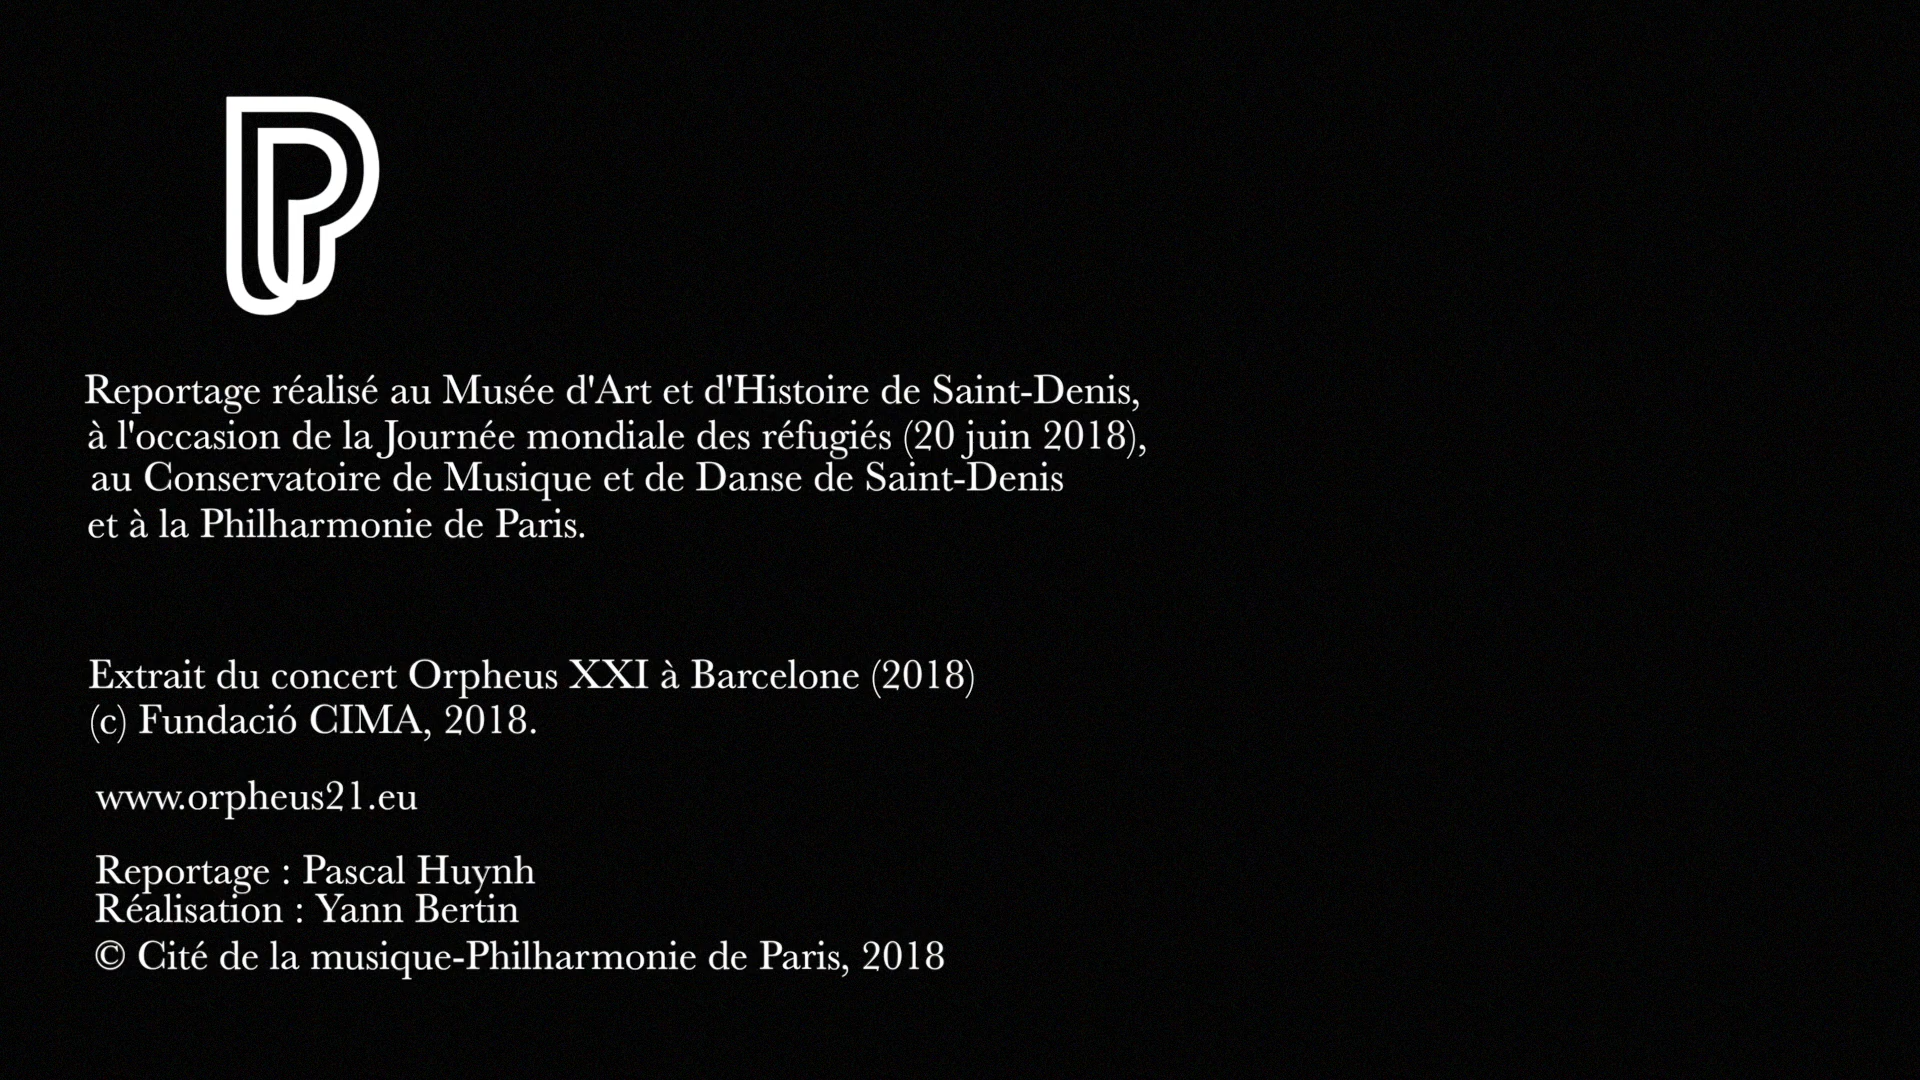 Reportage réalisé au Musée d'Art et d'Histoire de Saint-Denis,
à l'occasion de la Journée mondiale des réfugiés (20 juin 2018),
au Conservatoire de Musique et de Danse de Saint-Denis
et à la Philharmonie de Paris.
Extrait du concert Orpheus XXI à Barcelone (2018)
(c) Fundació CIMA, 2018.
www.orpheus21.eu
Reportage : Pascal Huynh
Réalisation : Yann Bertin
© Cité de la musique-Philharmonie de Paris, 2018